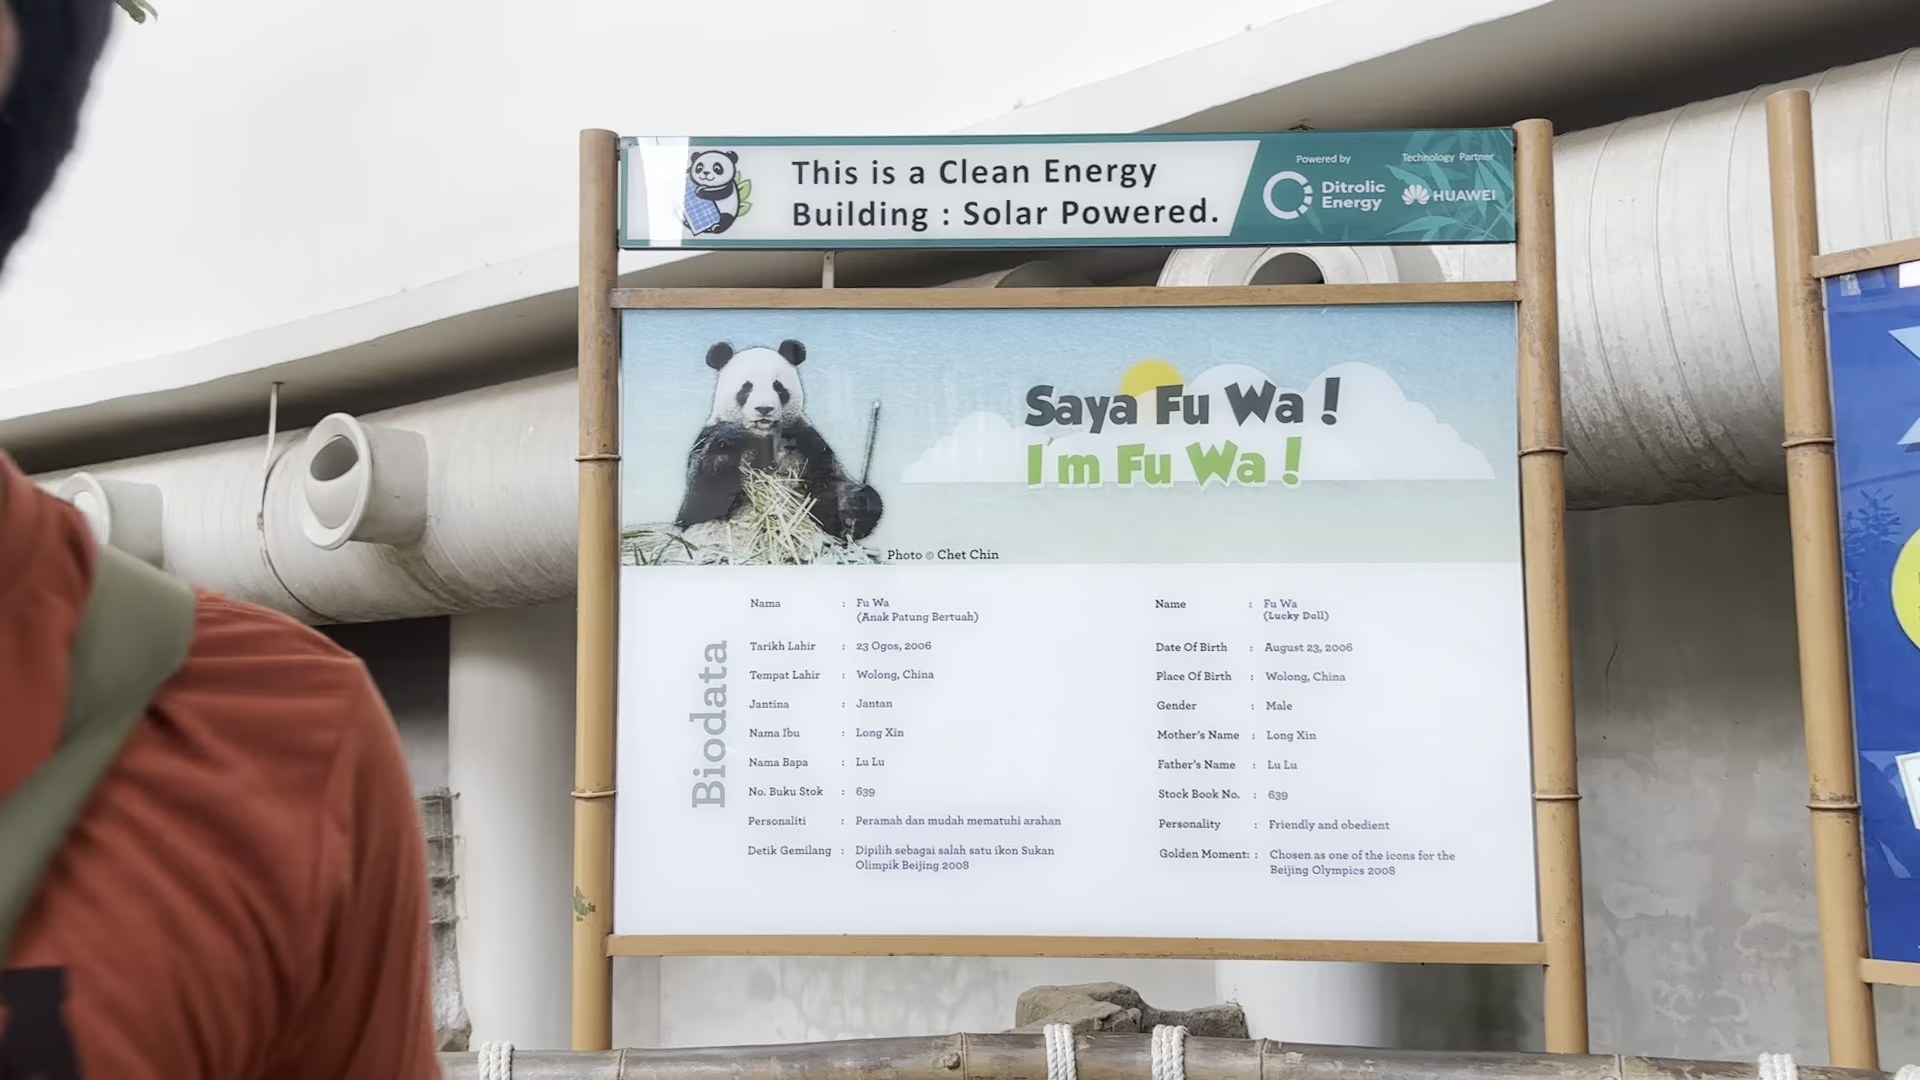 This is a Clean Energy
Building : Solar Powered.
Powered by
Ditrolic
Energy
Technology Partner
HUAWEI
Saya Fu Wa !
I'm Fu Wa !
Photo © Chet Chin
Biodata
Nama : Fu Wa
(Anak Patung Bertuah)
Tarikh Lahir : 23 Ogos, 2006
Tempat Lahir : Wolong, China
Jantina : Jantan
Nama Ibu : Long Xin
Nama Bapa : Lu Lu
No. Buku Stok : 639
Personaliti : Peramah dan mudah mematuhi arahan
Detik Gemilang : Dipilih sebagai salah satu ikon Sukan
Olimpik Beijing 2008
Name : Fu Wa
(Lucky Doll)
Date Of Birth : August 23, 2006
Place Of Birth : Wolong, China
Gender : Male
Mother's Name : Long Xin
Father's Name : Lu Lu
Stock Book No. : 639
Personality : Friendly and obedient
Golden Moment: : Chosen as one of the icons for the
Beijing Olympics 2008